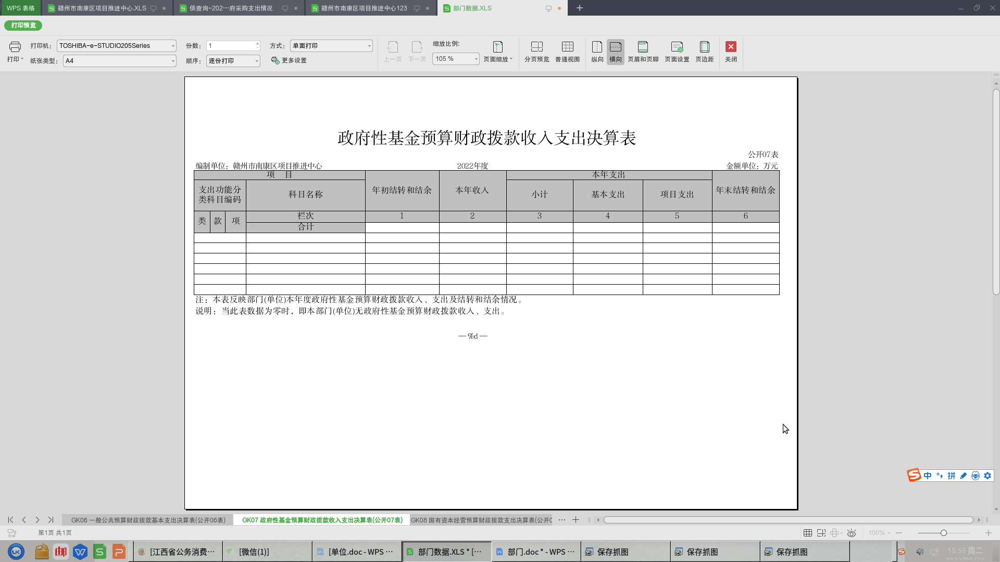 WPS 表格
赣州市南康区项目推进中心.XLS
供查询-202···府采购支出情况
赣州市南康区项目推进中心123
部门数据.XLS
打印预览
打印
打印机：
TOSHIBA-e-STUDIO205Series
份数：
1
方式：
单面打印
纸张类型：
A4
顺序：
逐份打印
更多设置
上一页
下一页
缩放比例:
105 %
页面缩放
分页预览
普通视图
纵向
横向
页眉和页脚
页面设置
页边距
关闭
政府性基金预算财政拨款收入支出决算表
公开07表
编制单位：赣州市南康区项目推进中心
2022年度
金额单位：万元
项 目
年初结转和结余
本年收入
本年支出
年末结转和结余
支出功能分
类科目编码
科目名称
小计
基本支出
项目支出
类
款
项
栏次
1
2
3
4
5
6
合计
注：本表反映部门(单位)本年度政府性基金预算财政拨款收入、支出及结转和结余情况。
说明：当此表数据为零时，即本部门(单位)无政府性基金预算财政拨款收入、支出。
— %d —
中
拼
GK06 一般公共预算财政拨款基本支出决算表(公开06表)
GK07 政府性基金预算财政拨款收入支出决算表(公开07表)
GK08 国有资本经营预算财政拨款支出决算表(公开0
第1页 共1页
100%
[江西省公务消费···
[微信(1)]
[单位.doc - WPS ···
部门数据.XLS * [···
部门.doc * - WPS ···
保存抓图
保存抓图
保存抓图
15:55 周二